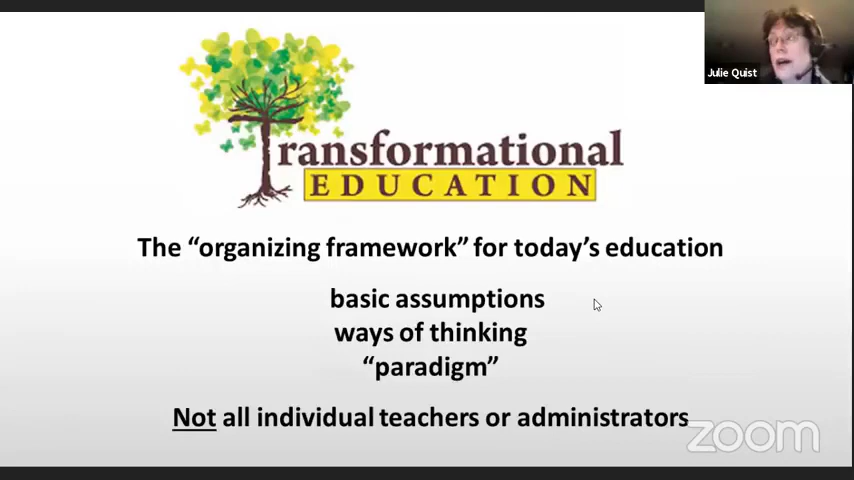 Julie Quist
Transformational
EDUCATION
The “organizing framework” for today’s education
basic assumptions
ways of thinking
“paradigm”
Not all individual teachers or administrators
zoom